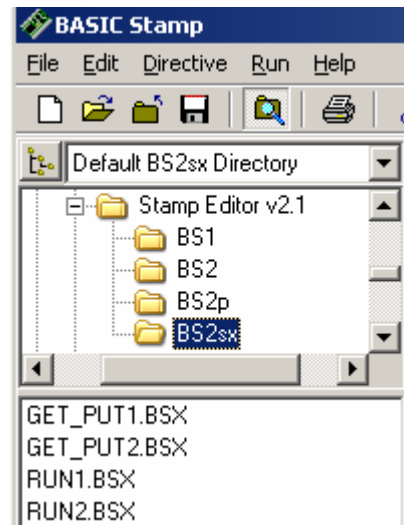 BASIC Stamp
File Edit Directive Run Help
Default BS2sx Directory
Stamp Editor v2.1
BS1
BS2
BS2p
BS2sx
GET_PUT1.BSX
GET_PUT2.BSX
RUN1.BSX
RUN2.BSX